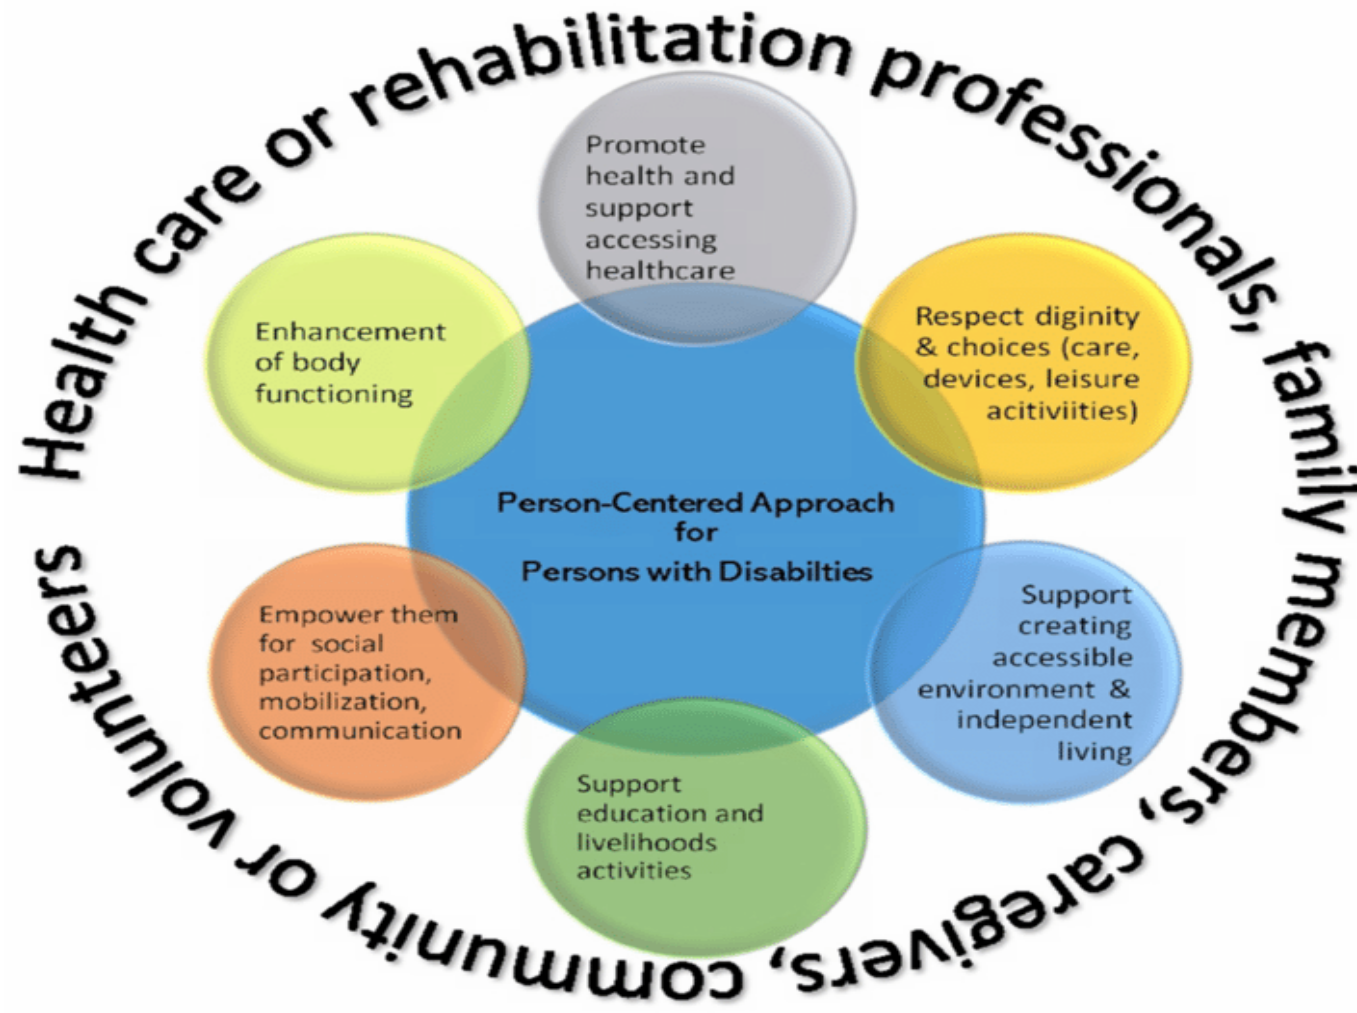 Health care or rehabilitation professionals, family members, caregivers, community or volunteers
Promote
health and
support
accessing
healthcare
Respect diginity
& choices (care,
devices, leisure
acitiviities)
Support
creating
accessible
environment &
independent
living
Support
education and
livelihoods
activities
Empower them
for social
participation,
mobilization,
communication
Enhancement
of body
functioning
Person-Centered Approach
for
Persons with Disabilties